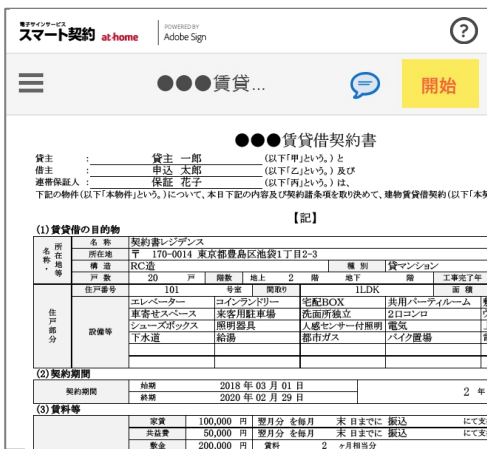 電子サインサービス
スマート契約 at home POWERED BY Adobe Sign
?
●●●賃貸... 開始
●●●賃貸借契約書
貸主 : 貸主 一郎 (以下「甲」という。) と
借主 : 申込 太郎 (以下「乙」という。) 及び
連帯保証人 : 保証 花子 (以下「丙」という。) は、
下記の物件(以下「本物件」という。)について、本日下記の内容及び契約諸条項を取り決めて、建物賃貸借契約(以下「本契
【記】
(1)賃貸借の目的物
名称・所在地等 名 称 契約書レジデンス
所在地 〒 170-0014 東京都豊島区池袋1丁目2-3
構 造 RC造 種 別 貸マンション
戸 数 20 戸 階数 地上 2 階 地下 階 工事完了年
住戸部分 住戸番号 101 号室 間取り 1LDK 面 積
設備等 エレベーター コインランドリー 宅配BOX 共用パーティルーム
車寄せスペース 来客用駐車場 洗面所独立 2口コンロ
シューズボックス 照明器具 人感センサー付照明 電気
下水道 給湯 都市ガス バイク置場
(2)契約期間
契約期間 始期 2018 年 03 月 01 日
終期 2020 年 02 月 29 日 2 年
(3)賃料等
家賃 100,000 円 翌月分 を毎月 末 日までに 振込 にて支
共益費 50,000 円 翌月分 を毎月 末 日までに 振込 にて支
敷金 200,000 円 賃料 2 ヶ月相当分